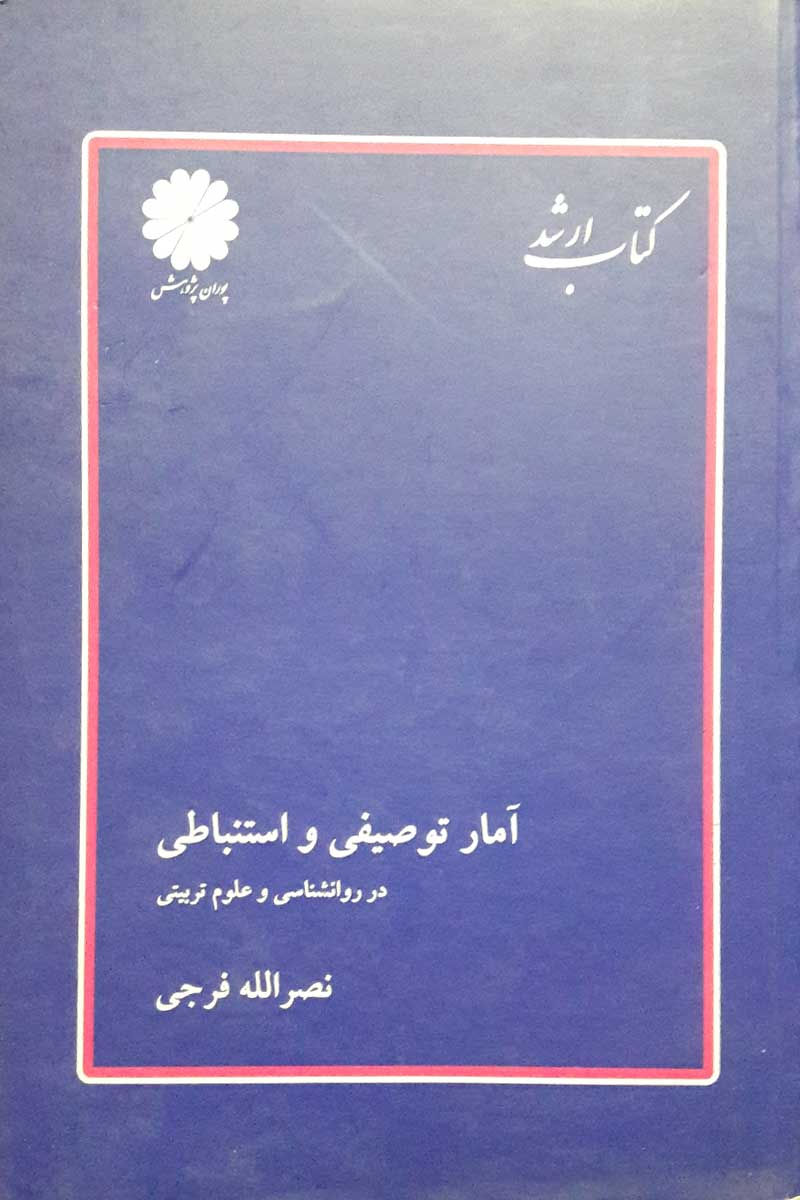 کتاب ارشد
پوران پژوهش
آمار توصیفی و استنباطی
در روانشناسی و علوم تربیتی
نصرالله فرجی